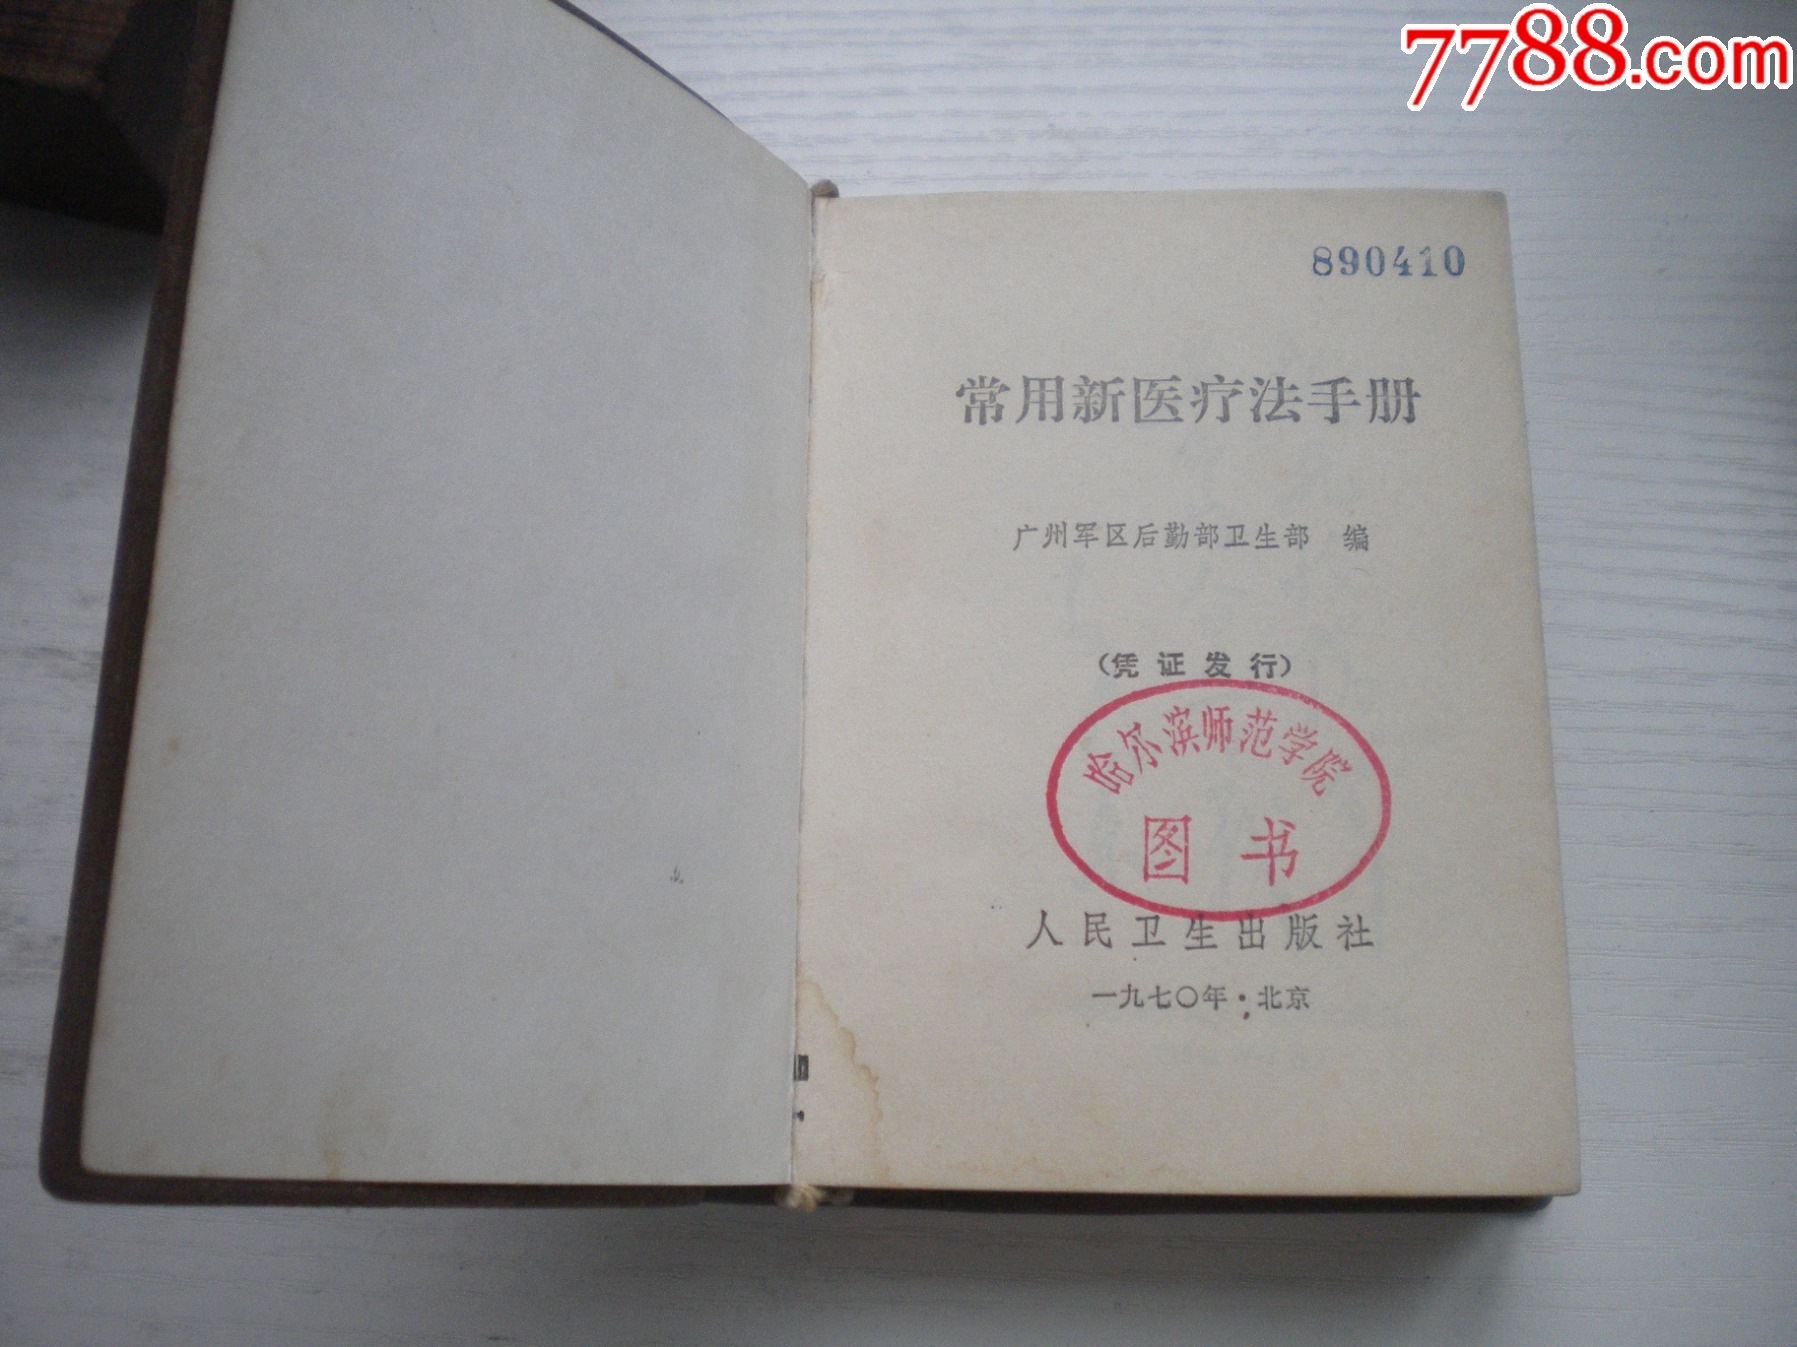 7788.com
890410
常用新医疗法手册
广州军区后勤部卫生部 编
(凭证发行)
哈尔滨师范学院
图书
人民卫生出版社
一九七〇年·北京